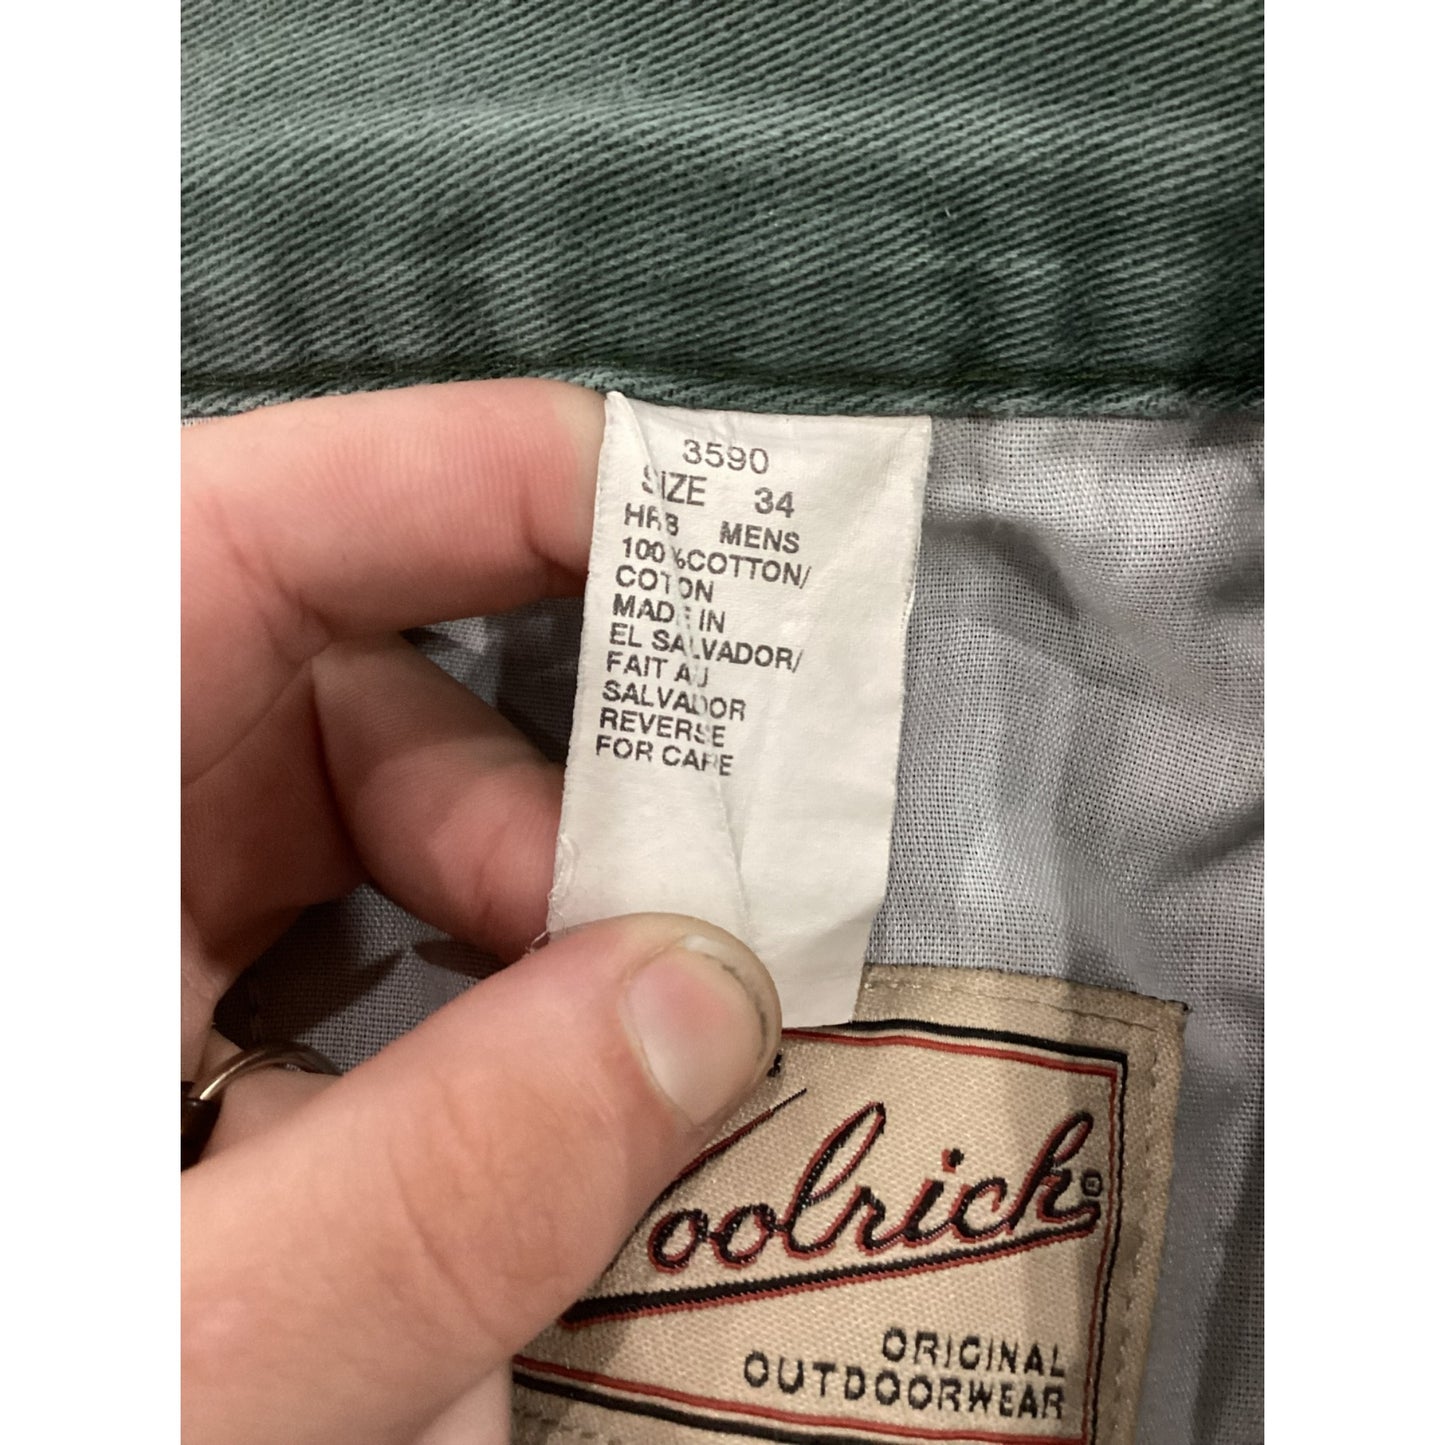 3590
SIZE 34
HRB MENS
100%COTTON/
COTON
MADE IN
EL SALVADOR/
FAIT AU
SALVADOR
REVERSE
FOR CARE
Woolrick®
ORIGINAL
OUTDOORWEAR